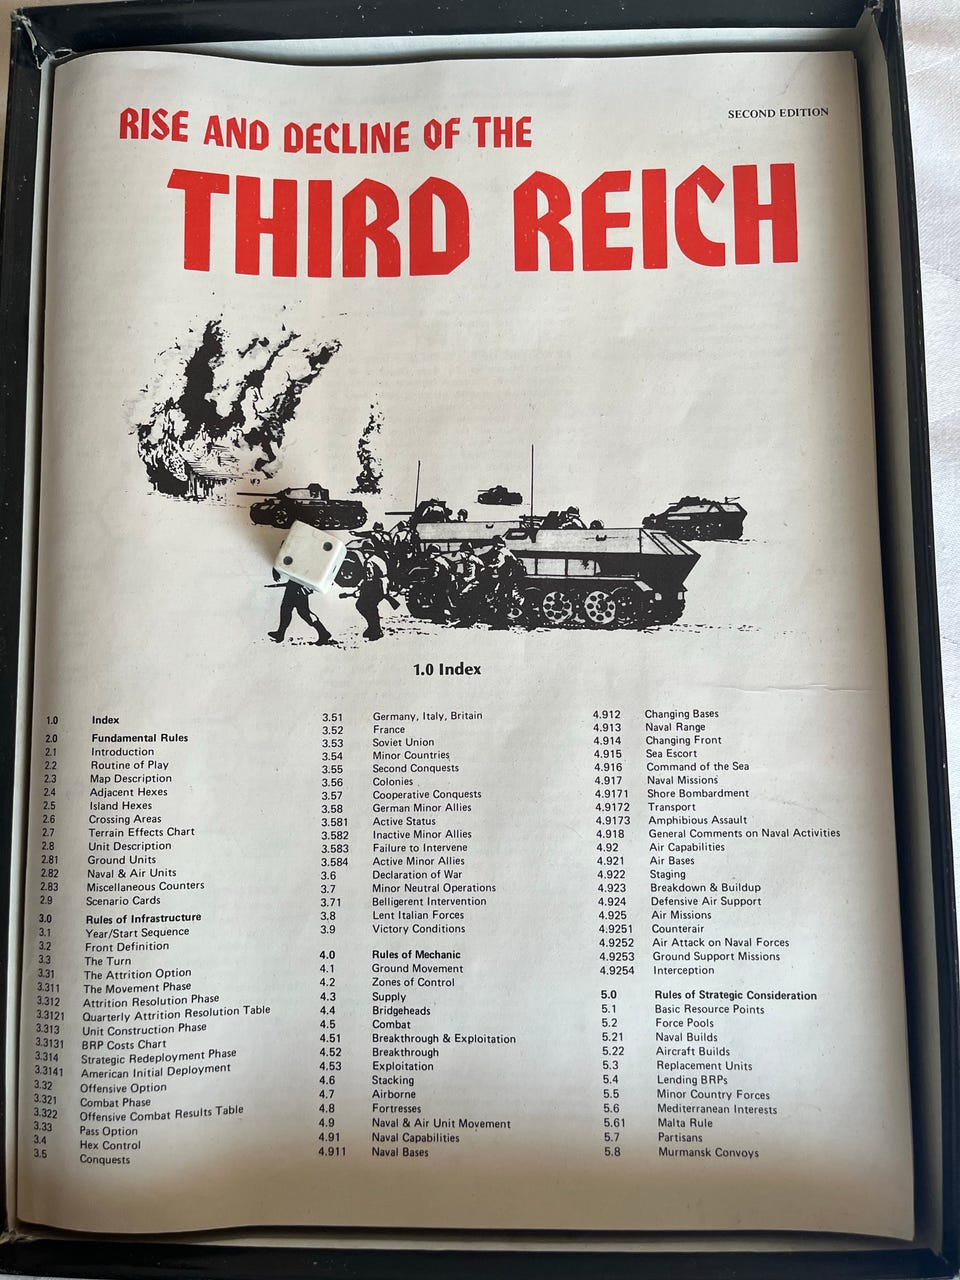 RISE AND DECLINE OF THE
SECOND EDITION
THIRD REICH
1.0 Index
1.0 Index
2.0 Fundamental Rules
2.1 Introduction
2.2 Routine of Play
2.3 Map Description
2.4 Adjacent Hexes
2.5 Island Hexes
2.6 Crossing Areas
2.7 Terrain Effects Chart
2.8 Unit Description
2.81 Ground Units
2.82 Naval & Air Units
2.83 Miscellaneous Counters
2.9 Scenario Cards
3.0 Rules of Infrastructure
3.1 Year/Start Sequence
3.2 Front Definition
3.3 The Turn
3.31 The Attrition Option
3.311 The Movement Phase
3.312 Attrition Resolution Phase
3.3121 Quarterly Attrition Resolution Table
3.313 Unit Construction Phase
3.3131 BRP Costs Chart
3.314 Strategic Redeployment Phase
3.3141 American Initial Deployment
3.32 Offensive Option
3.321 Combat Phase
3.322 Offensive Combat Results Table
3.33 Pass Option
3.4 Hex Control
3.5 Conquests
3.51 Germany, Italy, Britain
3.52 France
3.53 Soviet Union
3.54 Minor Countries
3.55 Second Conquests
3.56 Colonies
3.57 Cooperative Conquests
3.58 German Minor Allies
3.581 Active Status
3.582 Inactive Minor Allies
3.583 Failure to Intervene
3.584 Active Minor Allies
3.6 Declaration of War
3.7 Minor Neutral Operations
3.71 Belligerent Intervention
3.8 Lent Italian Forces
3.9 Victory Conditions
4.0 Rules of Mechanic
4.1 Ground Movement
4.2 Zones of Control
4.3 Supply
4.4 Bridgeheads
4.5 Combat
4.51 Breakthrough & Exploitation
4.52 Breakthrough
4.53 Exploitation
4.6 Stacking
4.7 Airborne
4.8 Fortresses
4.9 Naval & Air Unit Movement
4.91 Naval Capabilities
4.911 Naval Bases
4.912 Changing Bases
4.913 Naval Range
4.914 Changing Front
4.915 Sea Escort
4.916 Command of the Sea
4.917 Naval Missions
4.9171 Shore Bombardment
4.9172 Transport
4.9173 Amphibious Assault
4.918 General Comments on Naval Activities
4.92 Air Capabilities
4.921 Air Bases
4.922 Staging
4.923 Breakdown & Buildup
4.924 Defensive Air Support
4.925 Air Missions
4.9251 Counterair
4.9252 Air Attack on Naval Forces
4.9253 Ground Support Missions
4.9254 Interception
5.0 Rules of Strategic Consideration
5.1 Basic Resource Points
5.2 Force Pools
5.21 Naval Builds
5.22 Aircraft Builds
5.3 Replacement Units
5.4 Lending BRPs
5.5 Minor Country Forces
5.6 Mediterranean Interests
5.61 Malta Rule
5.7 Partisans
5.8 Murmansk Convoys